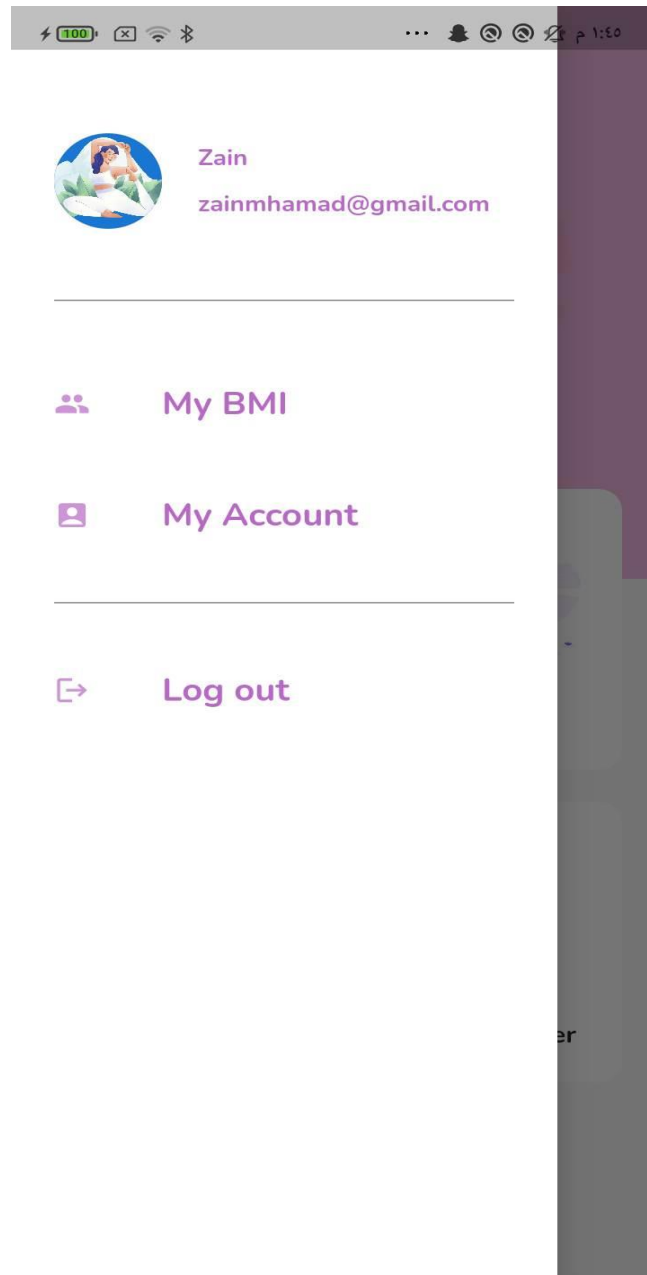 100
١:٤٥ م
Zain
zainmhamad@gmail.com
My BMI
My Account
Log out
er